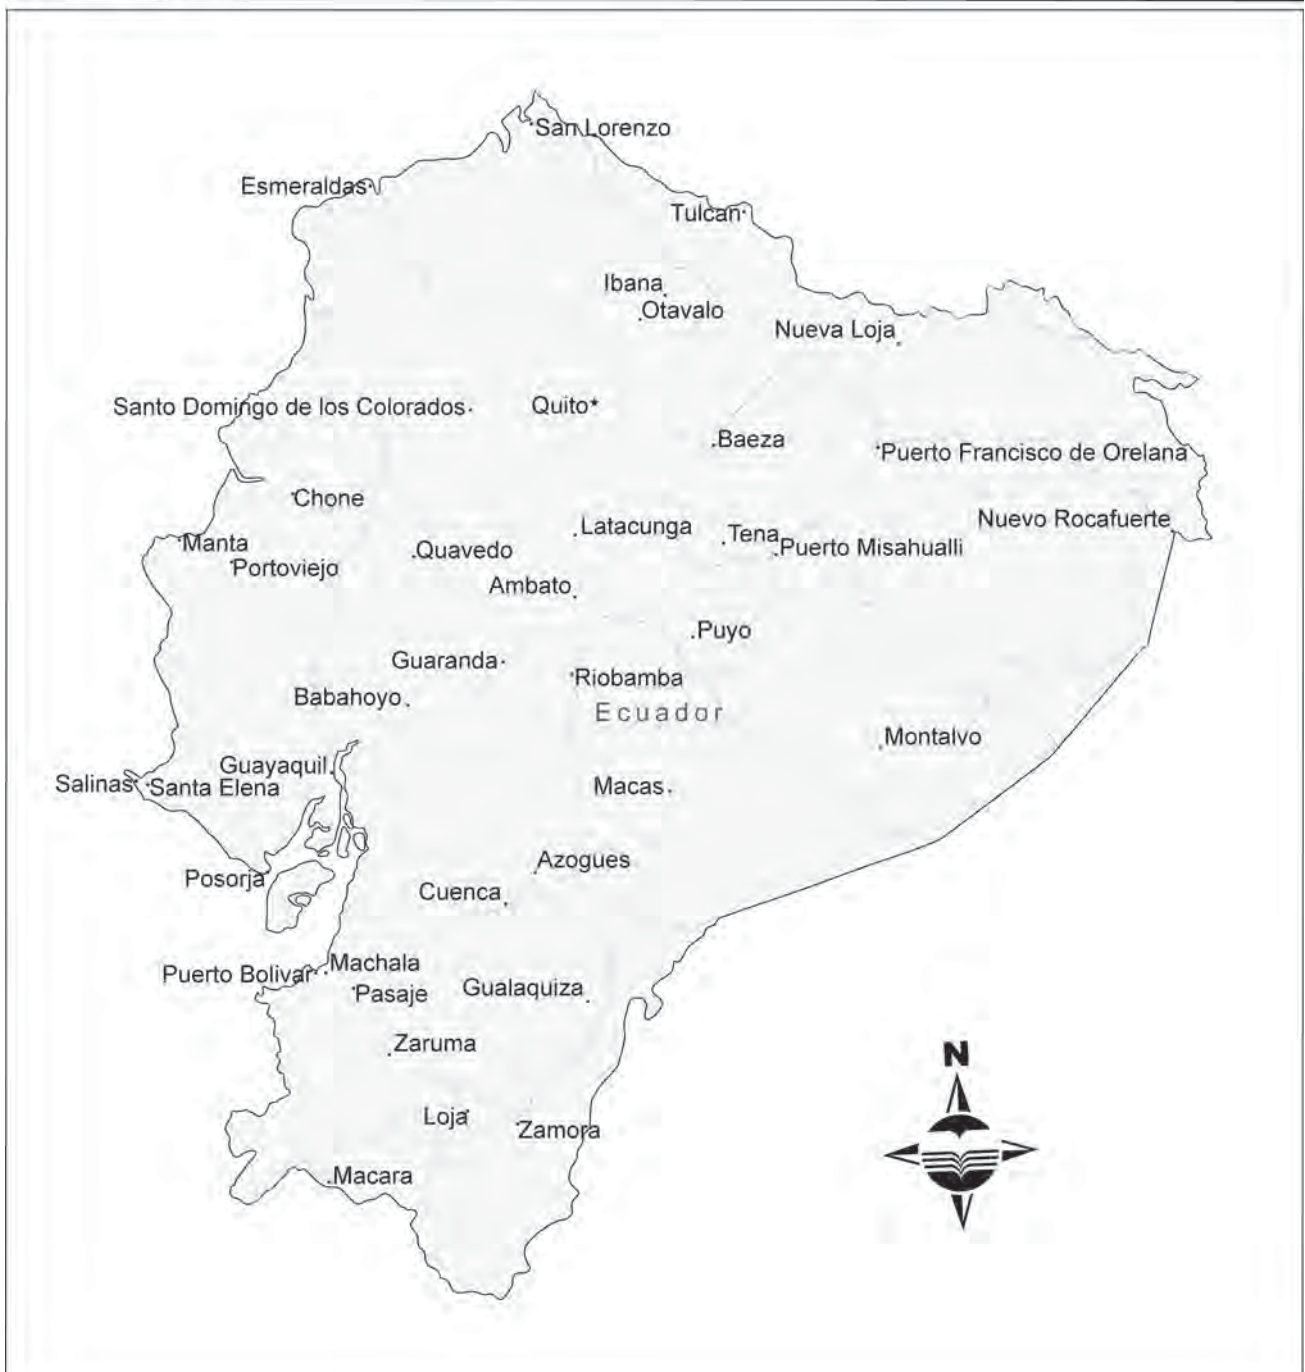 San Lorenzo
Esmeraldas
Tulcan
Ibana
Otavalo
Nueva Loja
Santo Domingo de los Colorados
Quito
Baeza
Puerto Francisco de Orelana
Chone
Nuevo Rocafuerte
Latacunga
Tena
Manta
Quavedo
Puerto Misahualli
Portoviejo
Ambato
Puyo
Guaranda
Riobamba
Babahoyo
Ecuador
Montalvo
Guayaquil
Salinas
Santa Elena
Macas
Azogues
Posorja
Cuenca
Machala
Puerto Bolivar
Pasaje
Gualaquiza
Zaruma
N
Loja
Zamora
Macara